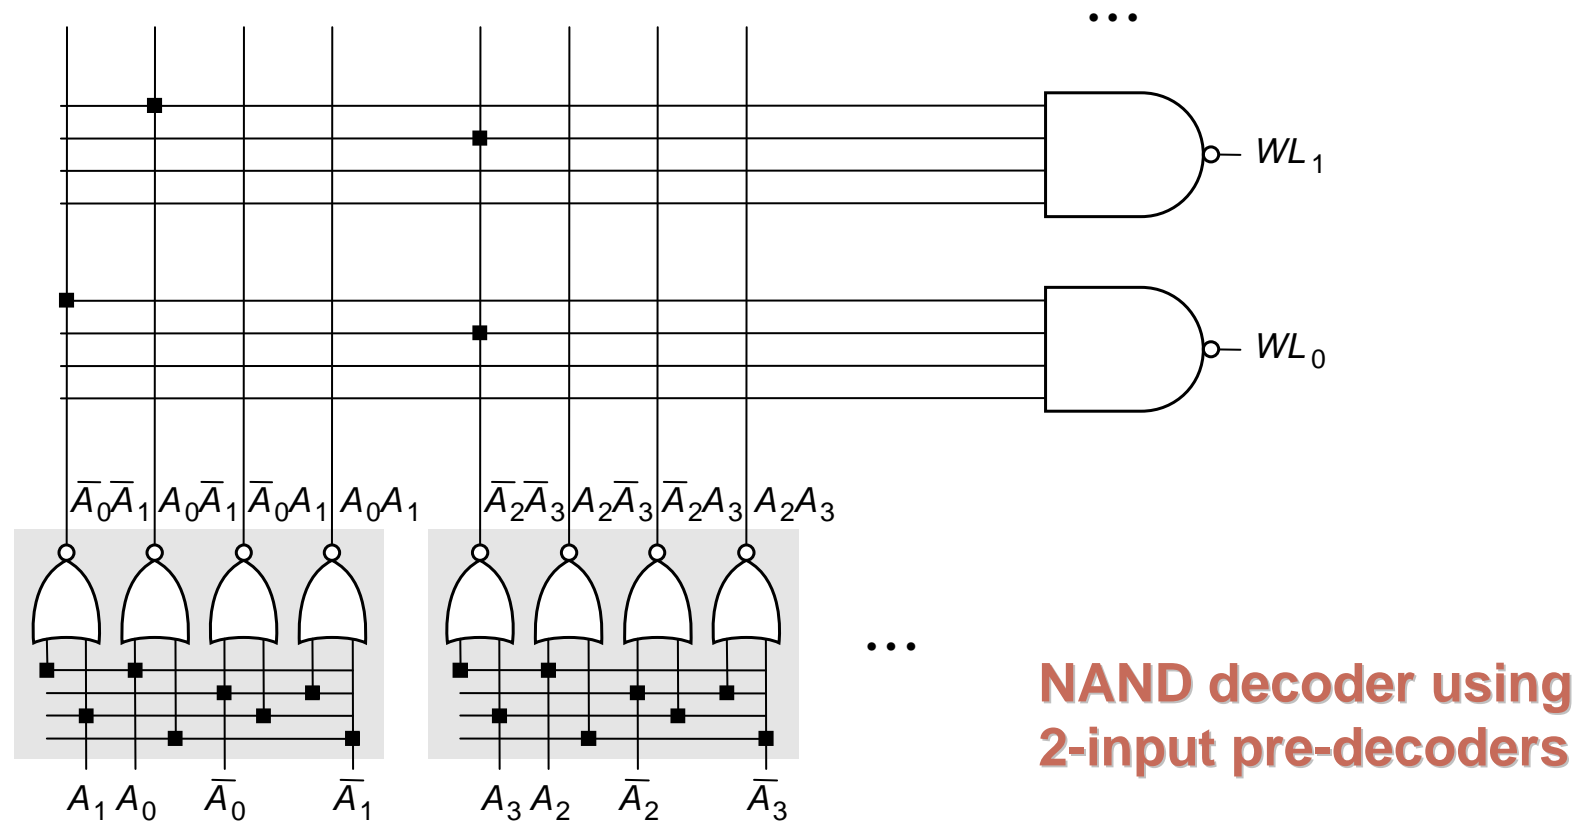 ...
WL1
WL0
A̅0A̅1 A0A̅1 A̅0A1 A0A1 A̅2A̅3 A2A̅3 A̅2A3 A2A3
...
NAND decoder using
2-input pre-decoders
A1 A0 A̅0 A̅1 A3 A2 A̅2 A̅3